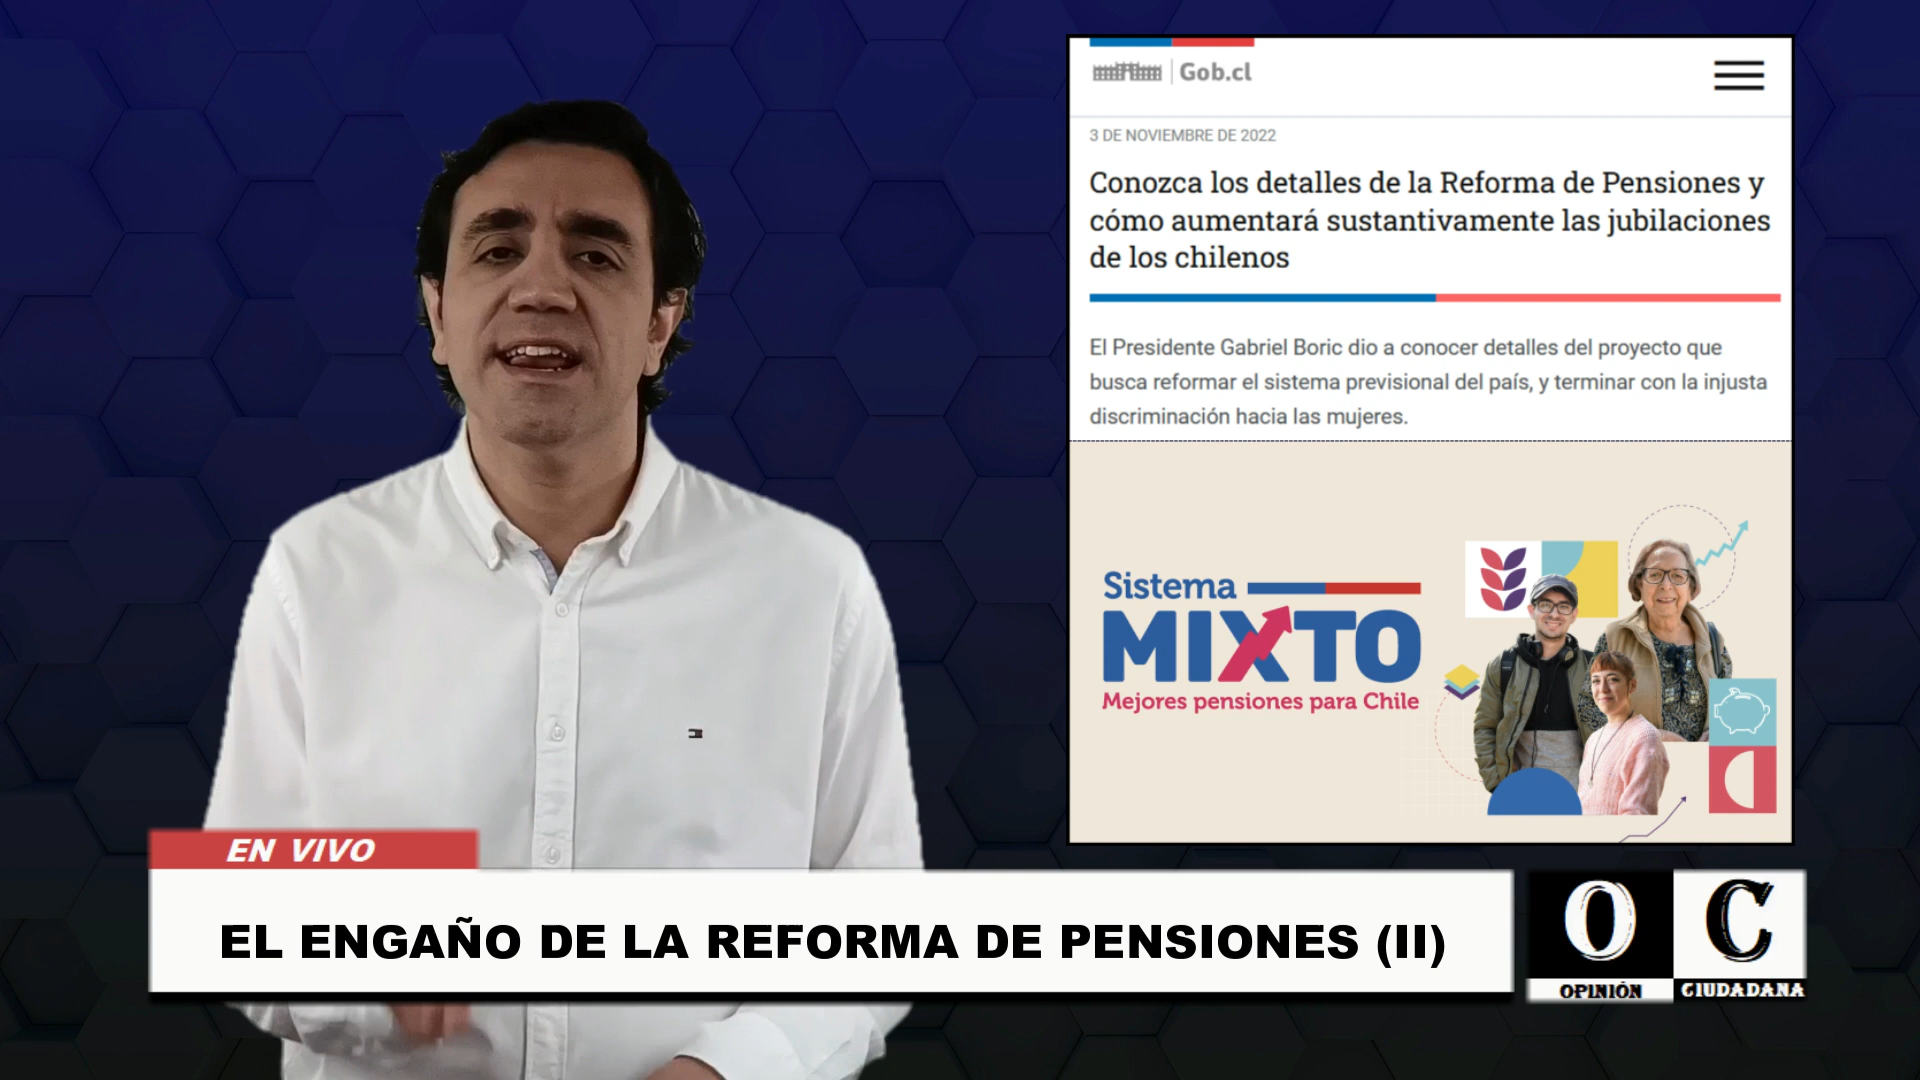 Gob.cl
3 DE NOVIEMBRE DE 2022
Conozca los detalles de la Reforma de Pensiones y
cómo aumentará sustantivamente las jubilaciones
de los chilenos
El Presidente Gabriel Boric dio a conocer detalles del proyecto que
busca reformar el sistema previsional del país, y terminar con la injusta
discriminación hacia las mujeres.
Sistema
MIXTO
Mejores pensiones para Chile
EN VIVO
EL ENGAÑO DE LA REFORMA DE PENSIONES (II)
O C
OPINIÓN CIUDADANA